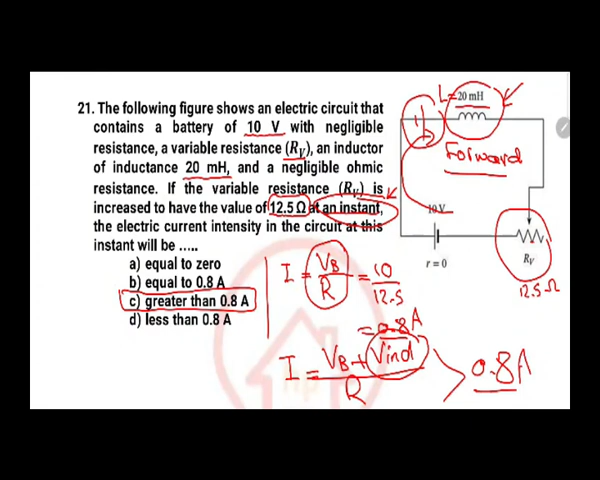 21. The following figure shows an electric circuit that
contains a battery of 10 V with negligible
resistance, a variable resistance (RV), an inductor
of inductance 20 mH, and a negligible ohmic
resistance. If the variable resistance (RV) is
increased to have the value of 12.5 Ω at an instant,
the electric current intensity in the circuit at this
instant will be .....
a) equal to zero
b) equal to 0.8 A
c) greater than 0.8 A
d) less than 0.8 A
L=20 mH
Forward
10 V
r = 0
RV
12.5 Ω
I = VB/R = 10/12.5
= 0.8 A
I = VB + Vind/R > 0.8 A